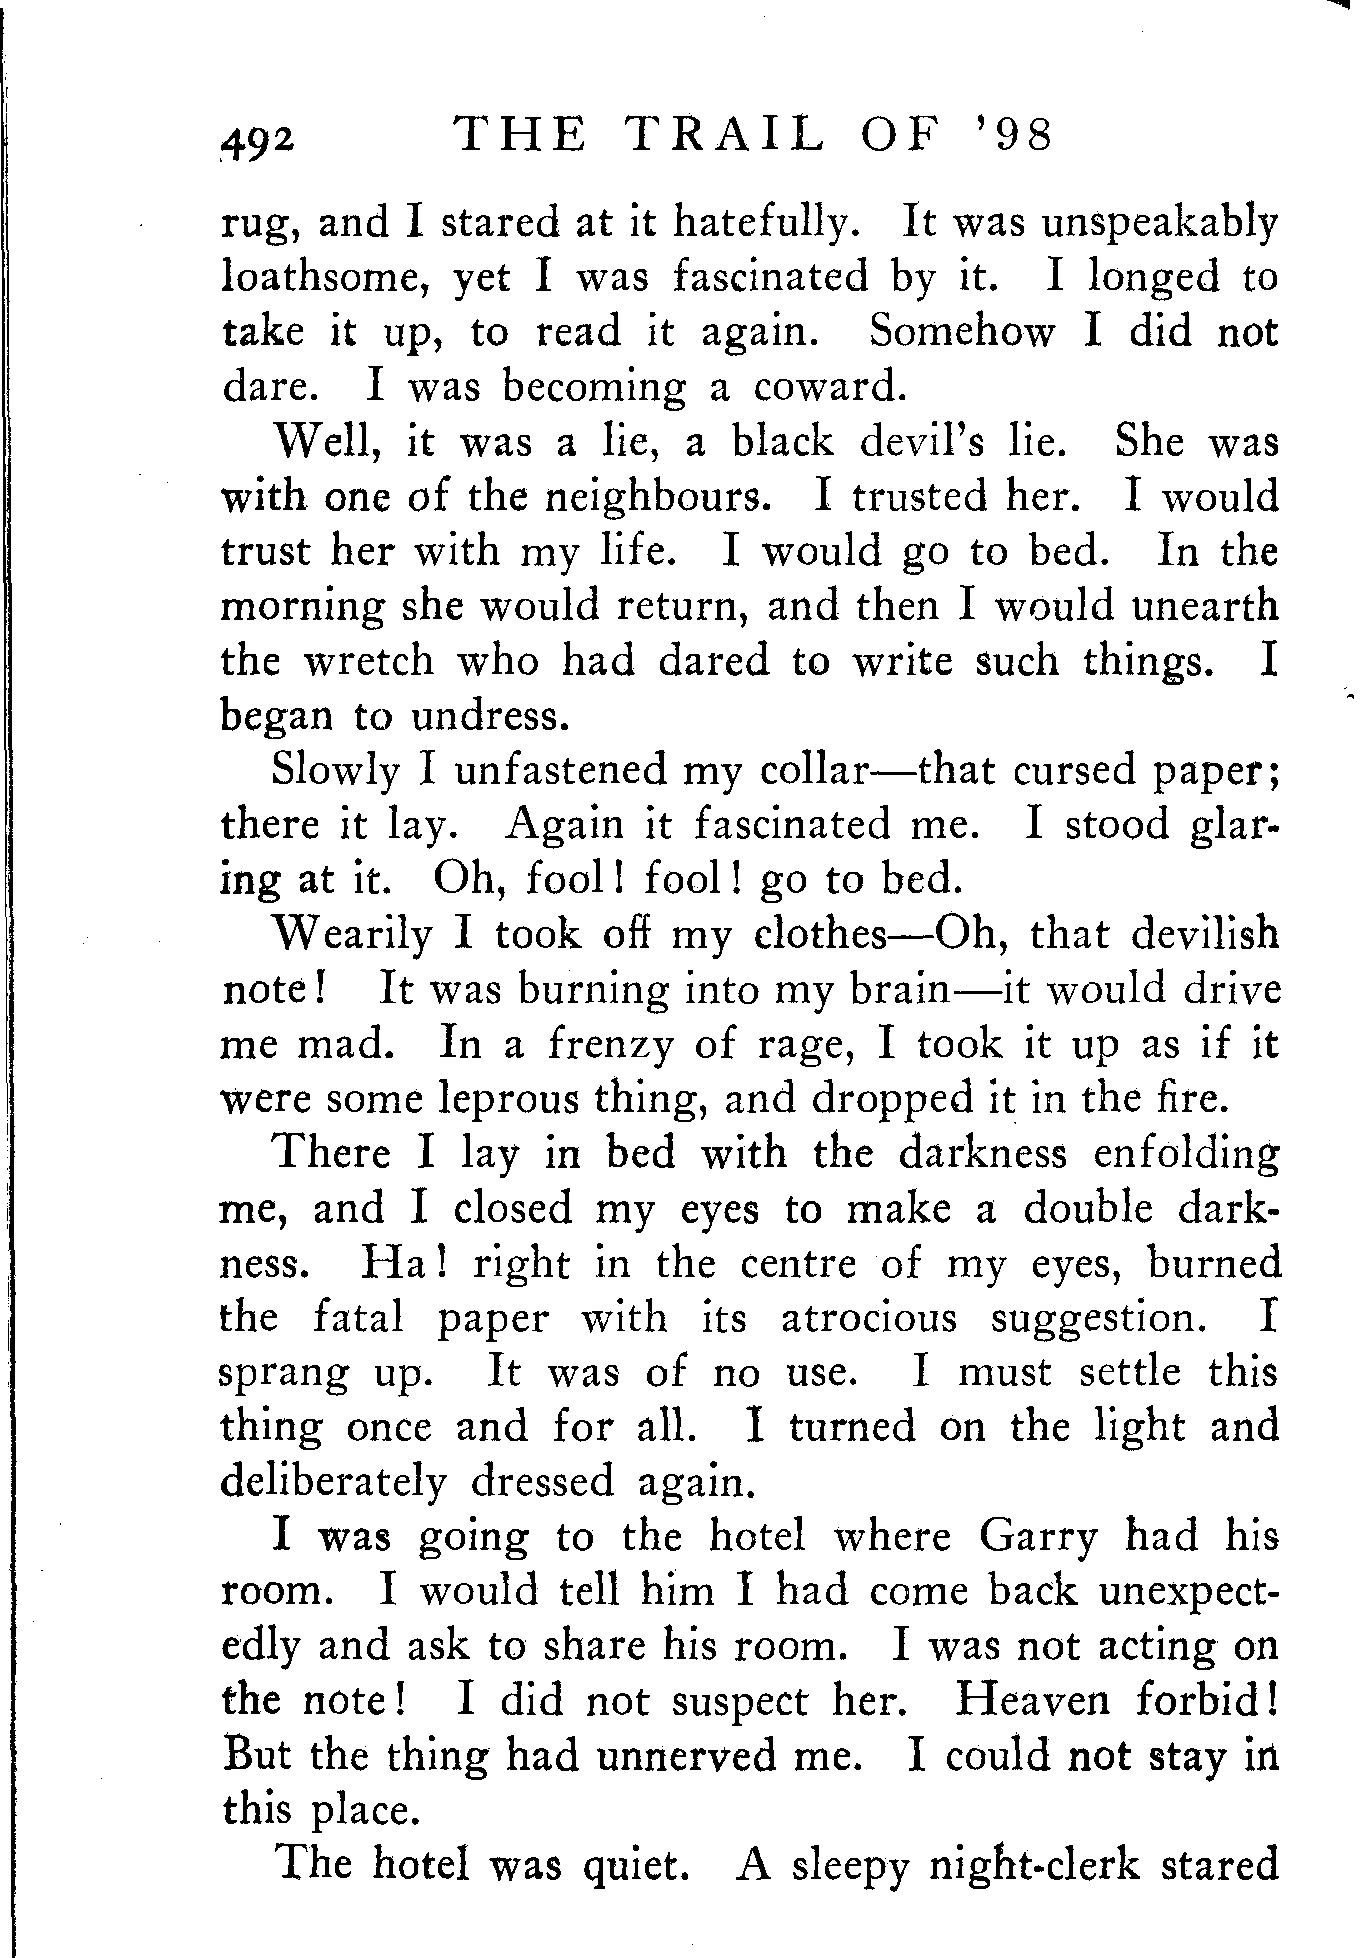 492 THE TRAIL OF '98
rug, and I stared at it hatefully. It was unspeakably
loathsome, yet I was fascinated by it. I longed to
take it up, to read it again. Somehow I did not
dare. I was becoming a coward.
Well, it was a lie, a black devil's lie. She was
with one of the neighbours. I trusted her. I would
trust her with my life. I would go to bed. In the
morning she would return, and then I would unearth
the wretch who had dared to write such things. I
began to undress.
Slowly I unfastened my collar—that cursed paper;
there it lay. Again it fascinated me. I stood glar-
ing at it. Oh, fool! fool! go to bed.
Wearily I took off my clothes—Oh, that devilish
note! It was burning into my brain—it would drive
me mad. In a frenzy of rage, I took it up as if it
were some leprous thing, and dropped it in the fire.
There I lay in bed with the darkness enfolding
me, and I closed my eyes to make a double dark-
ness. Ha! right in the centre of my eyes, burned
the fatal paper with its atrocious suggestion. I
sprang up. It was of no use. I must settle this
thing once and for all. I turned on the light and
deliberately dressed again.
I was going to the hotel where Garry had his
room. I would tell him I had come back unexpect-
edly and ask to share his room. I was not acting on
the note! I did not suspect her. Heaven forbid!
But the thing had unnerved me. I could not stay in
this place.
The hotel was quiet. A sleepy night-clerk stared